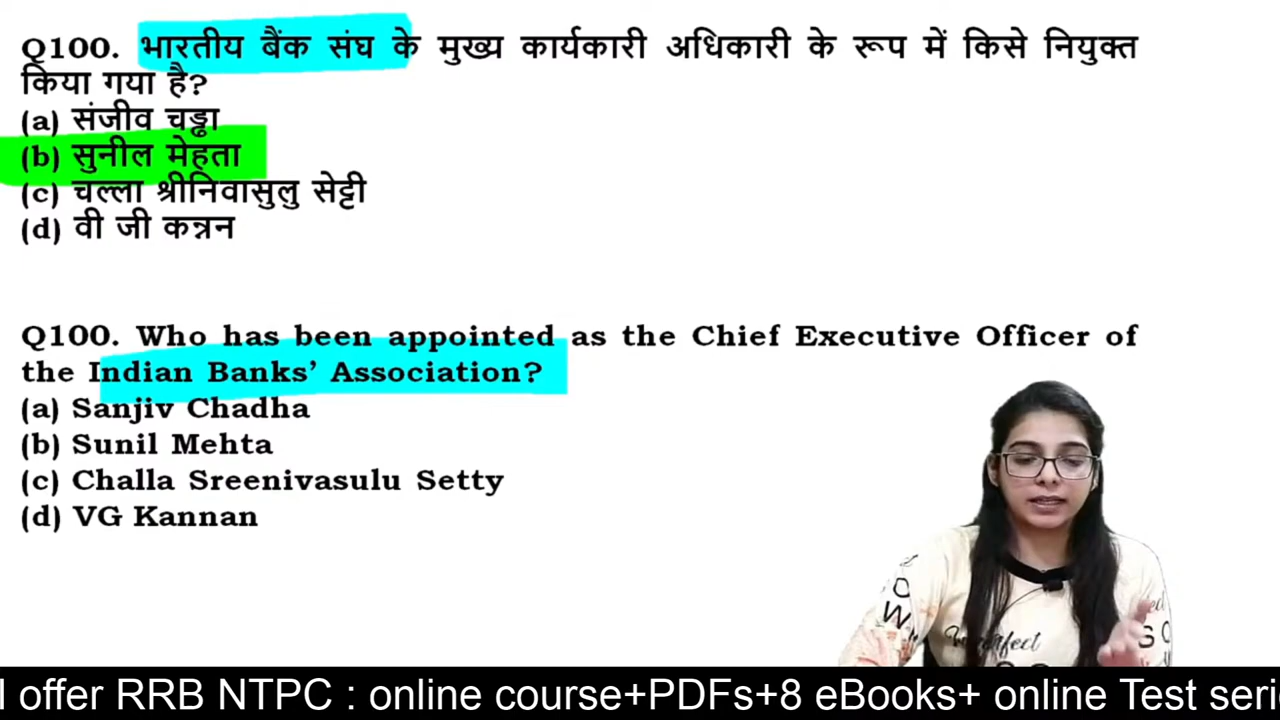 Q100. भारतीय बैंक संघ के मुख्य कार्यकारी अधिकारी के रूप में किसे नियुक्त
किया गया है?
(a) संजीव चड्ढा
(b) सुनील मेहता
(c) चल्ला श्रीनिवासुलु सेट्टी
(d) वी जी कन्नन
Q100. Who has been appointed as the Chief Executive Officer of
the Indian Banks’ Association?
(a) Sanjiv Chadha
(b) Sunil Mehta
(c) Challa Sreenivasulu Setty
(d) VG Kannan
offer RRB NTPC : online course+PDFs+8 eBooks+ online Test seri